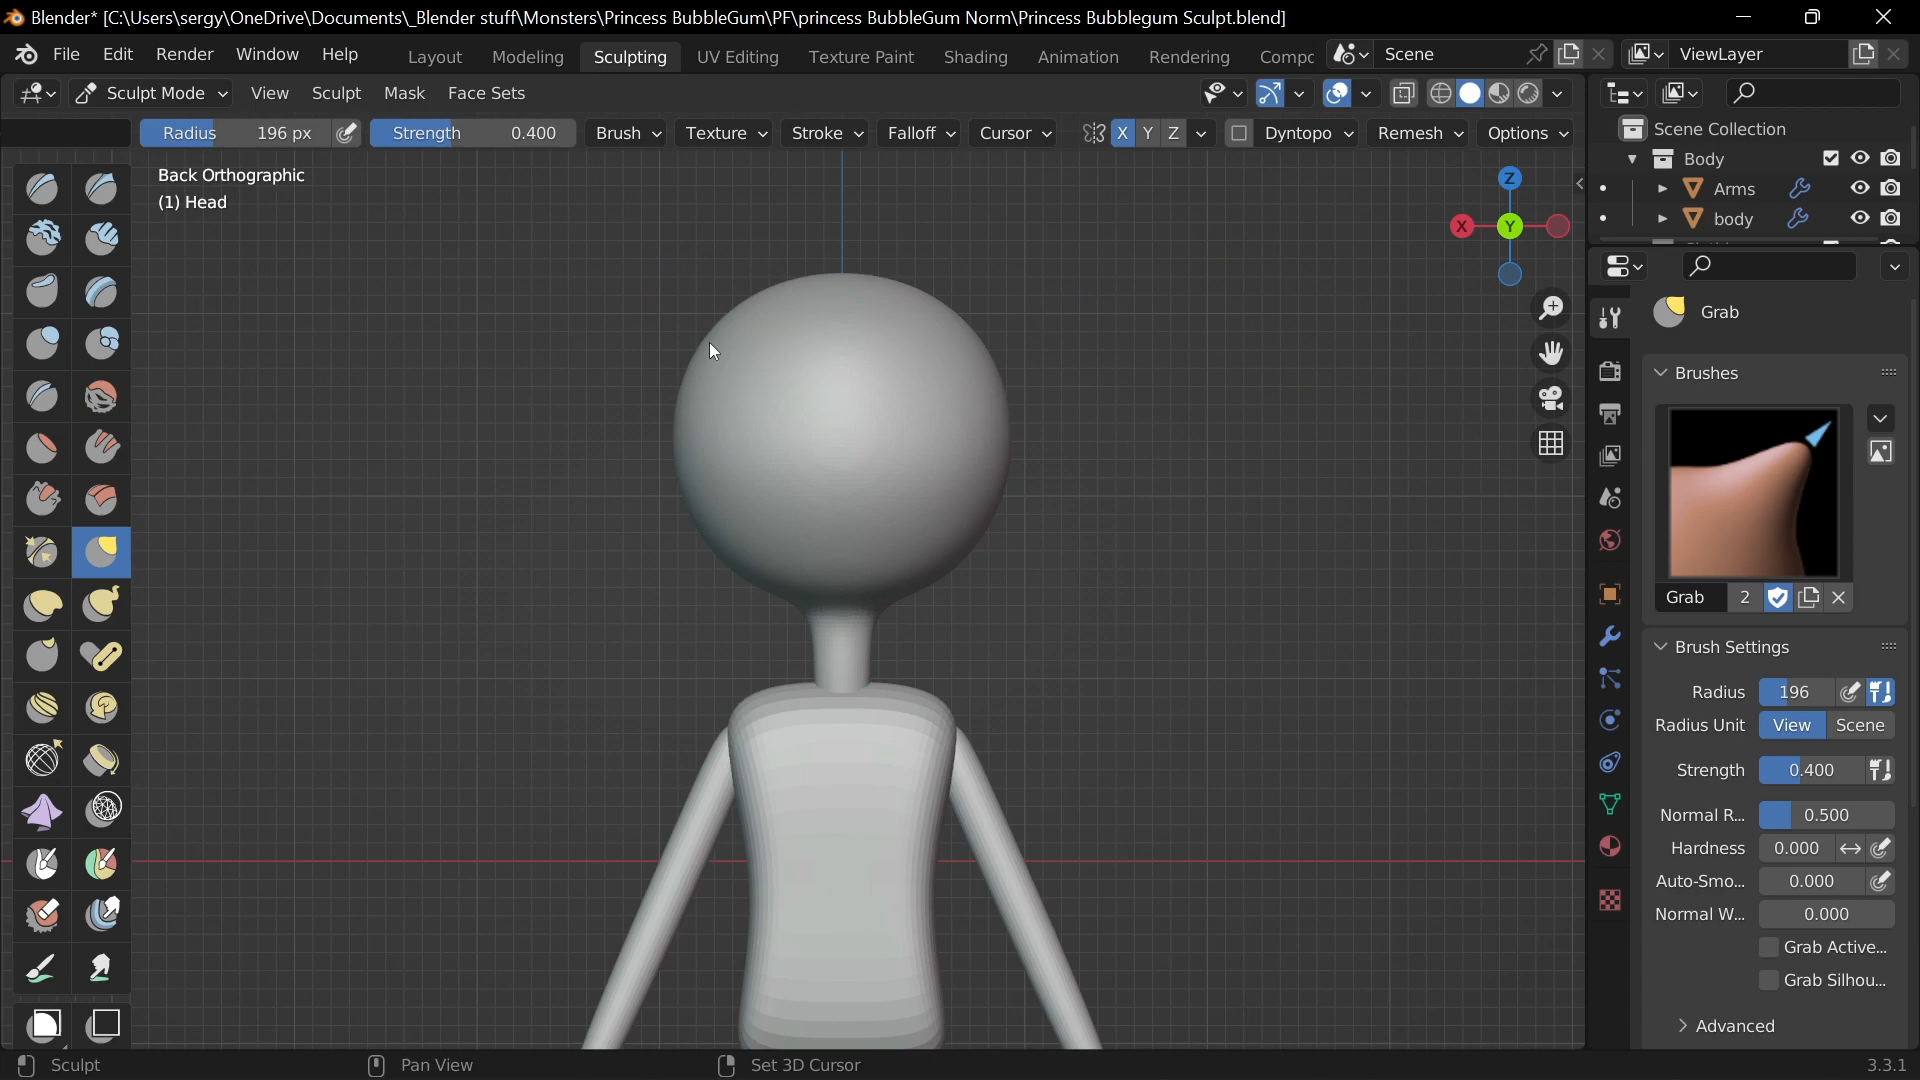 Blender* [C:\Users\sergy\OneDrive\Documents\_Blender stuff\Monsters\Princess BubbleGum\PF\princess BubbleGum Norm\Princess Bubblegum Sculpt.blend]
File Edit Render Window Help Layout Modeling Sculpting UV Editing Texture Paint Shading Animation Rendering Compc Scene ViewLayer
Sculpt Mode View Sculpt Mask Face Sets
Radius 196 px Strength 0.400 Brush Texture Stroke Falloff Cursor X Y Z Dyntopo Remesh Options
Back Orthographic
(1) Head
Z
X Y
Scene Collection
Body
Arms
body
Grab
Brushes
Grab 2
Brush Settings
Radius 196
Radius Unit View Scene
Strength 0.400
Normal R... 0.500
Hardness 0.000
Auto-Smo... 0.000
Normal W... 0.000
Grab Active...
Grab Silhou...
Advanced
Sculpt Pan View Set 3D Cursor 3.3.1